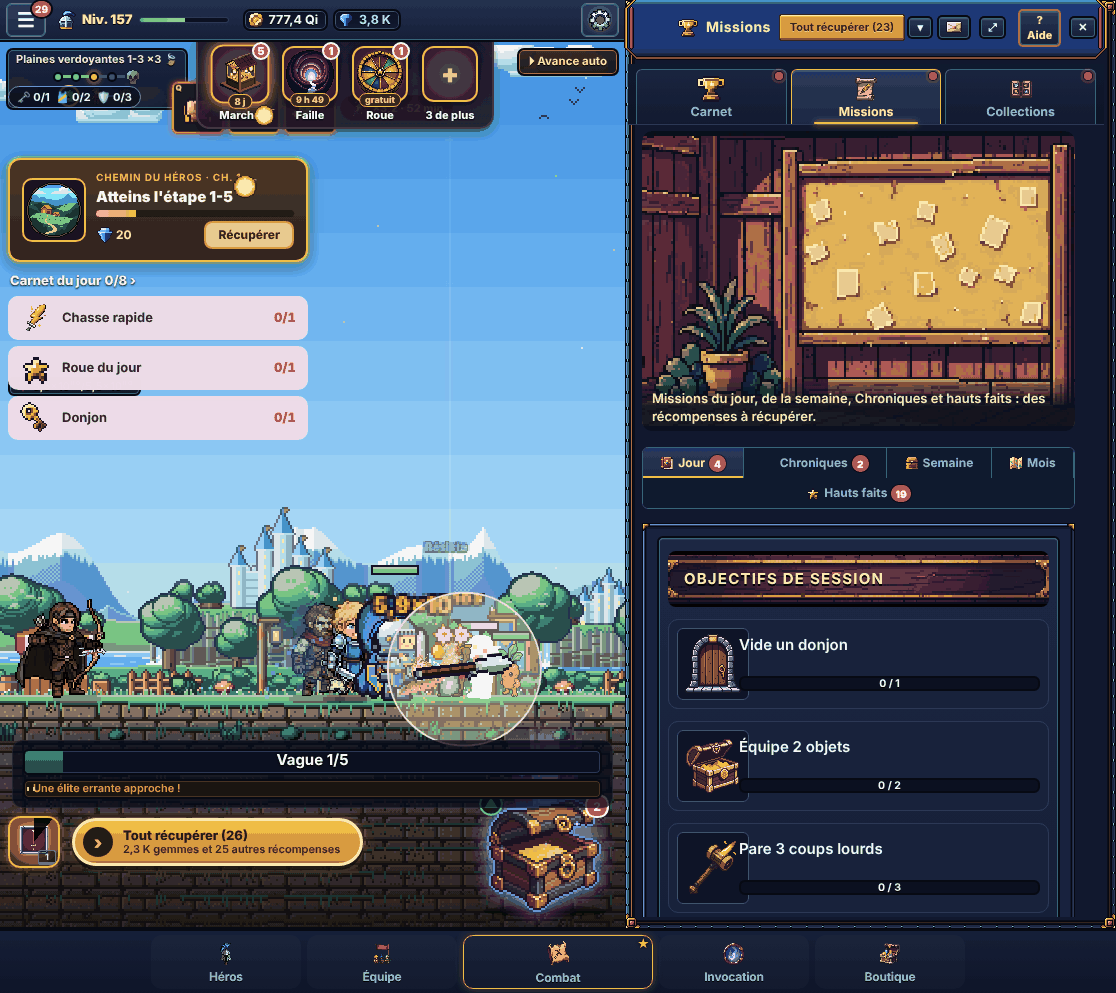 29
Niv. 157
777,4 Qi
3,8 K
Plaines verdoyantes 1-3 ×3
0/1
0/2
0/3
5
8 j
March
1
9 h 49
Faille
1
gratuit
Roue
+
3 de plus
Avance auto
CHEMIN DU HÉROS · CH.
Atteins l'étape 1-5
20
Récupérer
Carnet du jour 0/8 ›
Chasse rapide
0/1
Roue du jour
0/1
Donjon
0/1
5,9×10
Vague 1/5
Une élite errante approche !
1
Tout récupérer (26)
2,3 K gemmes et 25 autres récompenses
2
Missions
Tout récupérer (23)
?
Aide
Carnet
Missions
Collections
Missions du jour, de la semaine, Chroniques et hauts faits : des
récompenses à récupérer.
Jour 4
Chroniques 2
Semaine
Mois
Hauts faits 19
OBJECTIFS DE SESSION
Vide un donjon
0 / 1
Équipe 2 objets
0 / 2
Pare 3 coups lourds
0 / 3
Héros
Équipe
Combat
Invocation
Boutique